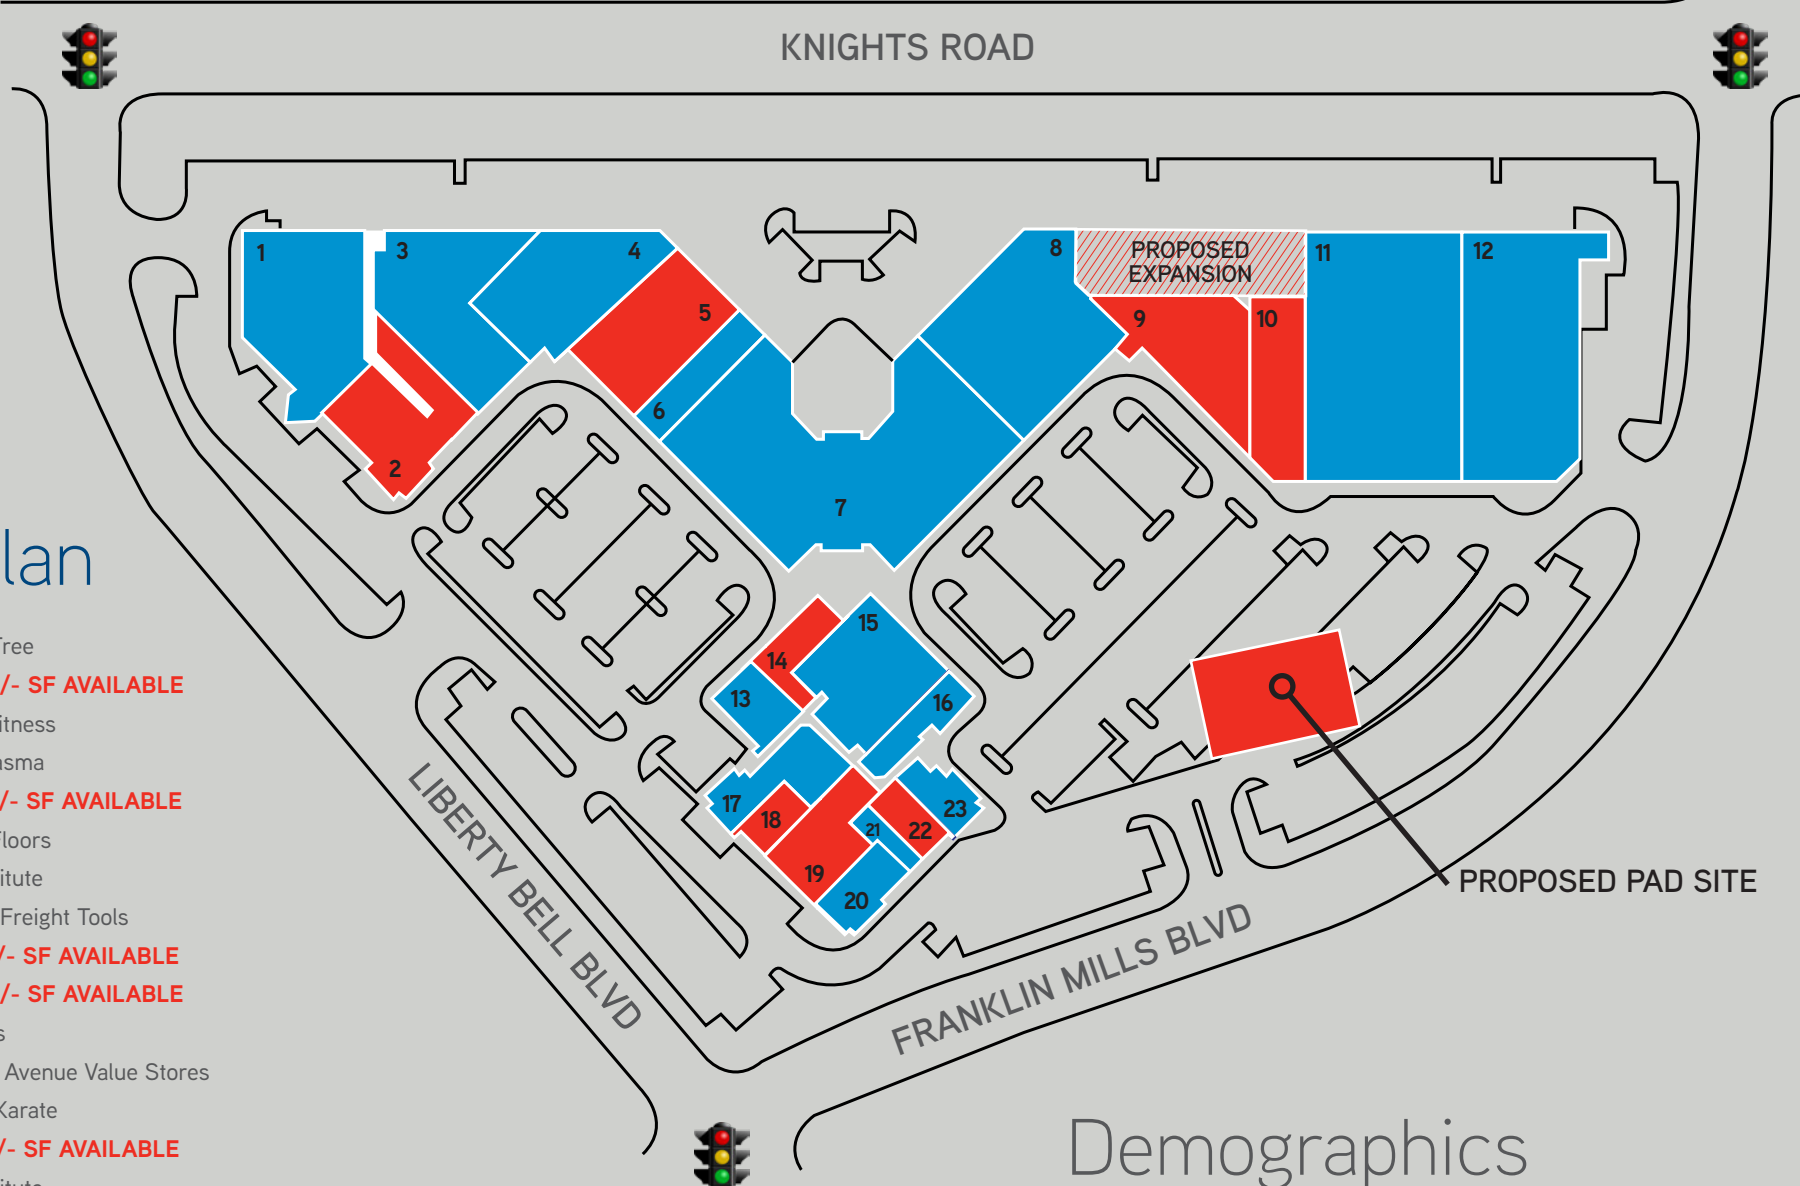 KNIGHTS ROAD
1
3
4
8
PROPOSED
EXPANSION
11
12
5
9
10
6
2
7
lan
15
14
13
16
17
18
21
22
23
19
20
LIBERTY BELL BLVD
FRANKLIN MILLS BLVD
PROPOSED PAD SITE
Tree
/- SF AVAILABLE
itness
asma
/- SF AVAILABLE
Floors
itute
Freight Tools
/- SF AVAILABLE
/- SF AVAILABLE
s
Avenue Value Stores
Karate
/- SF AVAILABLE
Demographics